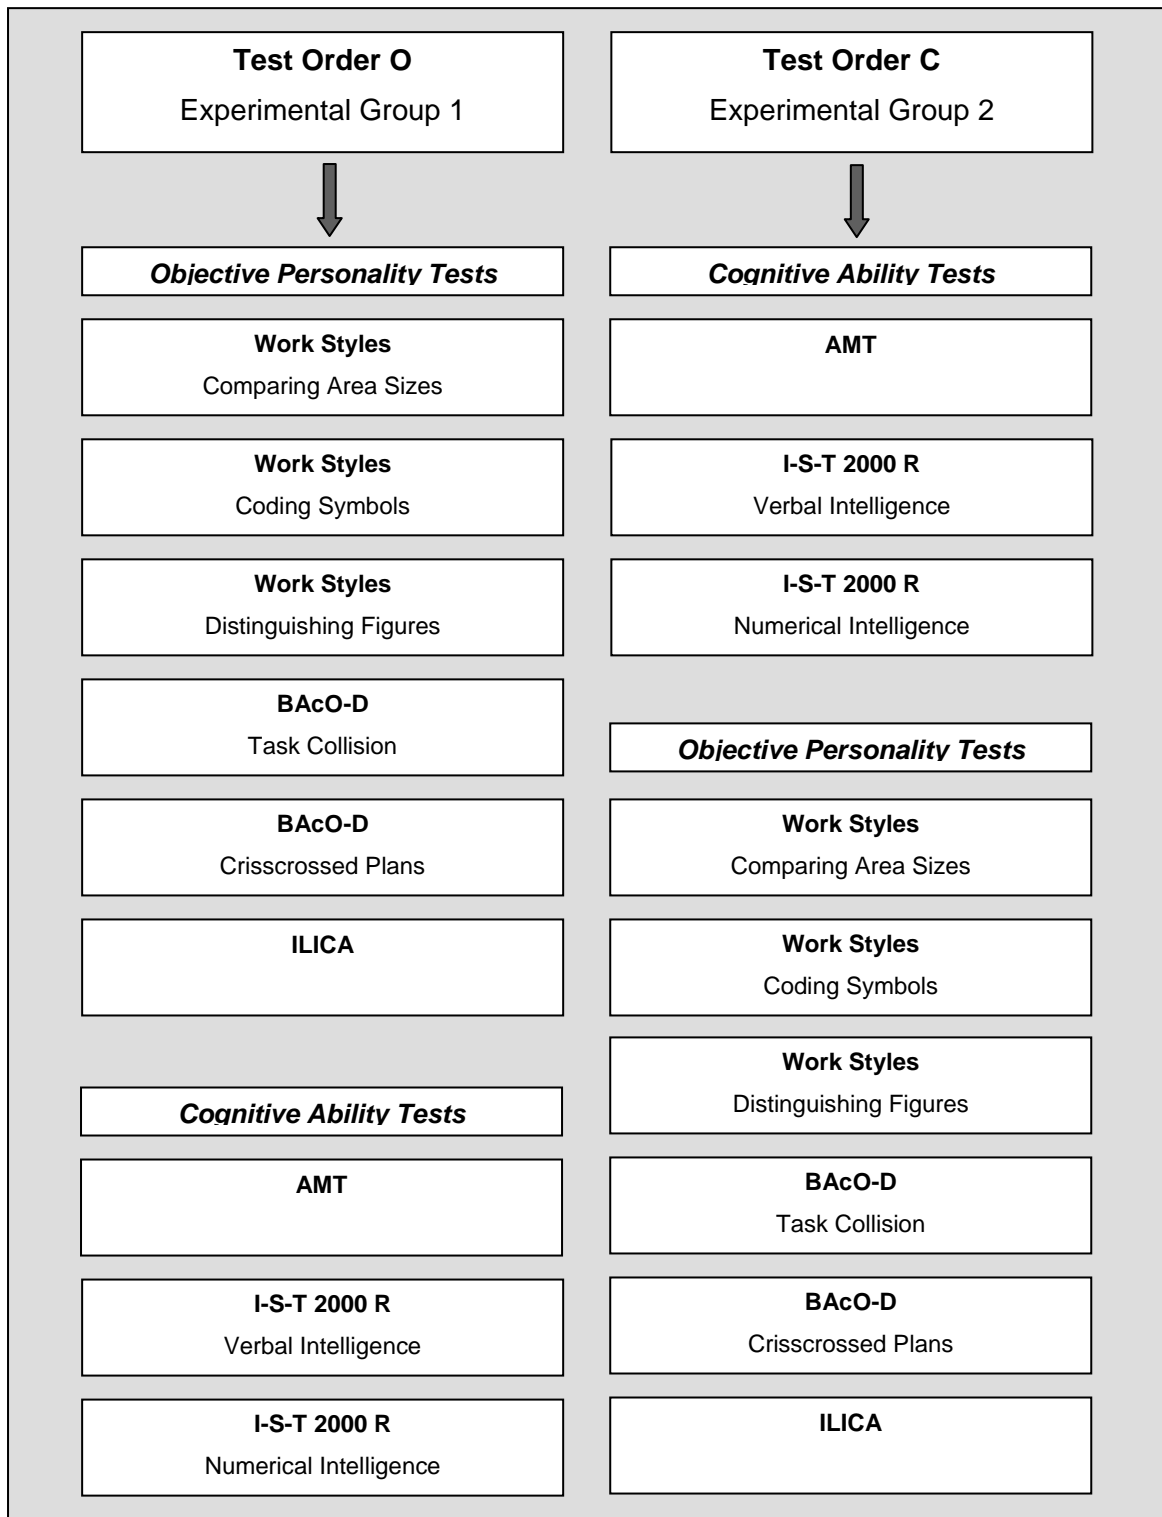 Test Order O
Experimental Group 1
Objective Personality Tests
Work Styles
Comparing Area Sizes
Work Styles
Coding Symbols
Work Styles
Distinguishing Figures
BAcO-D
Task Collision
BAcO-D
Crisscrossed Plans
ILICA
Cognitive Ability Tests
AMT
I-S-T 2000 R
Verbal Intelligence
I-S-T 2000 R
Numerical Intelligence
Test Order C
Experimental Group 2
Cognitive Ability Tests
AMT
I-S-T 2000 R
Verbal Intelligence
I-S-T 2000 R
Numerical Intelligence
Objective Personality Tests
Work Styles
Comparing Area Sizes
Work Styles
Coding Symbols
Work Styles
Distinguishing Figures
BAcO-D
Task Collision
BAcO-D
Crisscrossed Plans
ILICA